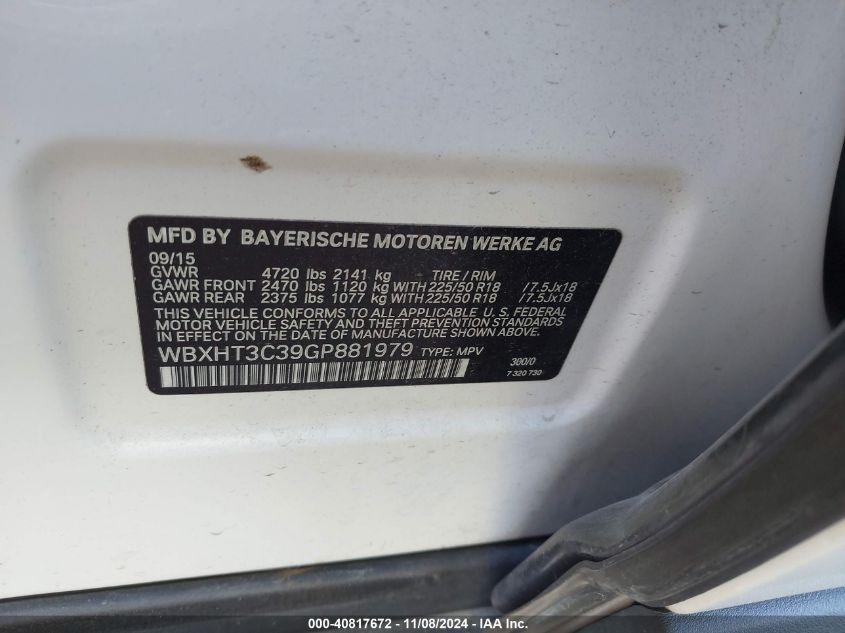 MFD BY BAYERISCHE MOTOREN WERKE AG
09/15
GVWR 4720 lbs 2141 kg TIRE / RIM
GAWR FRONT 2470 lbs 1120 kg WITH 225/50 R18 /7.5Jx18
GAWR REAR 2375 lbs 1077 kg WITH 225/50 R18 /7.5Jx18
THIS VEHICLE CONFORMS TO ALL APPLICABLE U. S. FEDERAL
MOTOR VEHICLE SAFETY AND THEFT PREVENTION STANDARDS
IN EFFECT ON THE DATE OF MANUFACTURE SHOWN ABOVE.
WBXHT3C39GP881979 TYPE: MPV
300/0
7 320 730
000-40817672 - 11/08/2024 - IAA Inc.